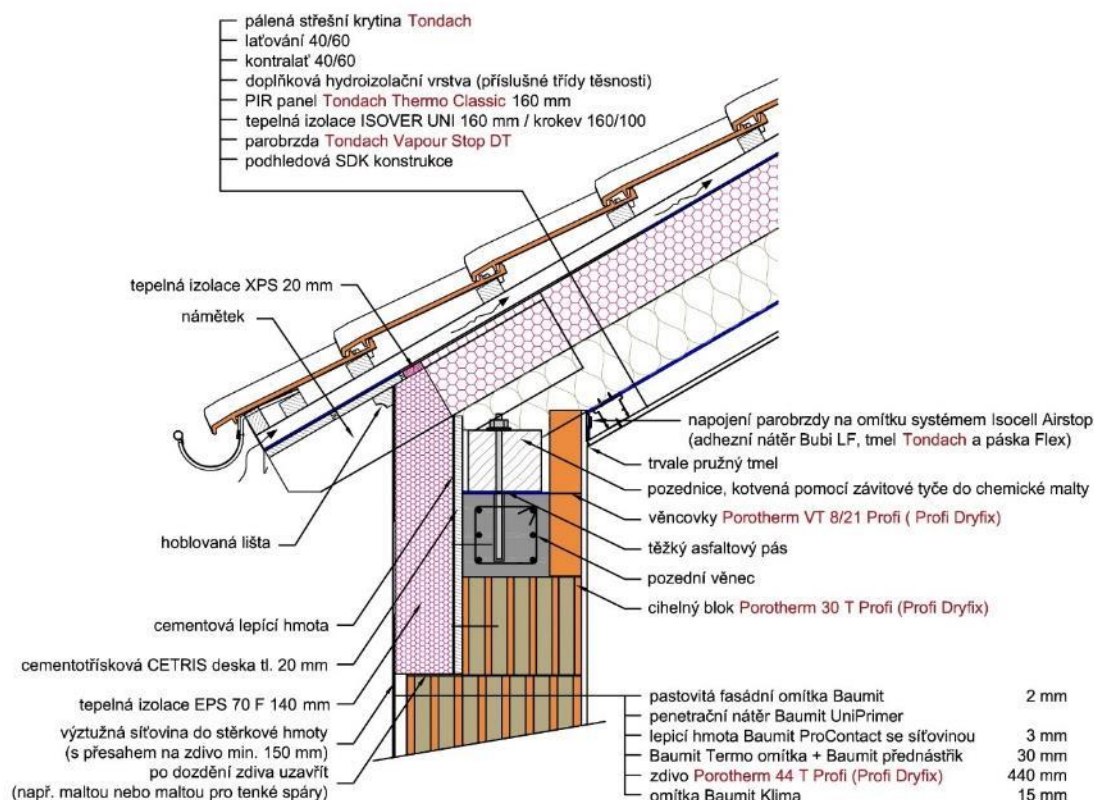 pálená střešní krytina Tondach
laťování 40/60
kontralať 40/60
doplňková hydroizolační vrstva (příslušné třídy těsnosti)
PIR panel Tondach Thermo Classic 160 mm
tepelná izolace ISOVER UNI 160 mm / krokev 160/100
parobrzda Tondach Vapour Stop DT
podhledová SDK konstrukce
tepelná izolace XPS 20 mm
námětek
hoblovaná lišta
cementová lepící hmota
cementotřísková CETRIS deska tl. 20 mm
tepelná izolace EPS 70 F 140 mm
výztužná síťovina do stěrkové hmoty
(s přesahem na zdivo min. 150 mm)
po dozdění zdiva uzavřít
(např. maltou nebo maltou pro tenké spáry)
napojení parobrzdy na omítku systémem Isocell Airstop
(adhezní nátěr Bubi LF, tmel Tondach a páska Flex)
trvale pružný tmel
pozednice, kotvená pomocí závitové tyče do chemické malty
věncovky Porotherm VT 8/21 Profi ( Profi Dryfix)
těžký asfaltový pás
pozední věnec
cihelný blok Porotherm 30 T Profi (Profi Dryfix)
pastovitá fasádní omítka Baumit 2 mm
penetrační nátěr Baumit UniPrimer
lepicí hmota Baumit ProContact se síťovinou 3 mm
Baumit Termo omítka + Baumit přednástřik 30 mm
zdivo Porotherm 44 T Profi (Profi Dryfix) 440 mm
omítka Baumit Klima 15 mm